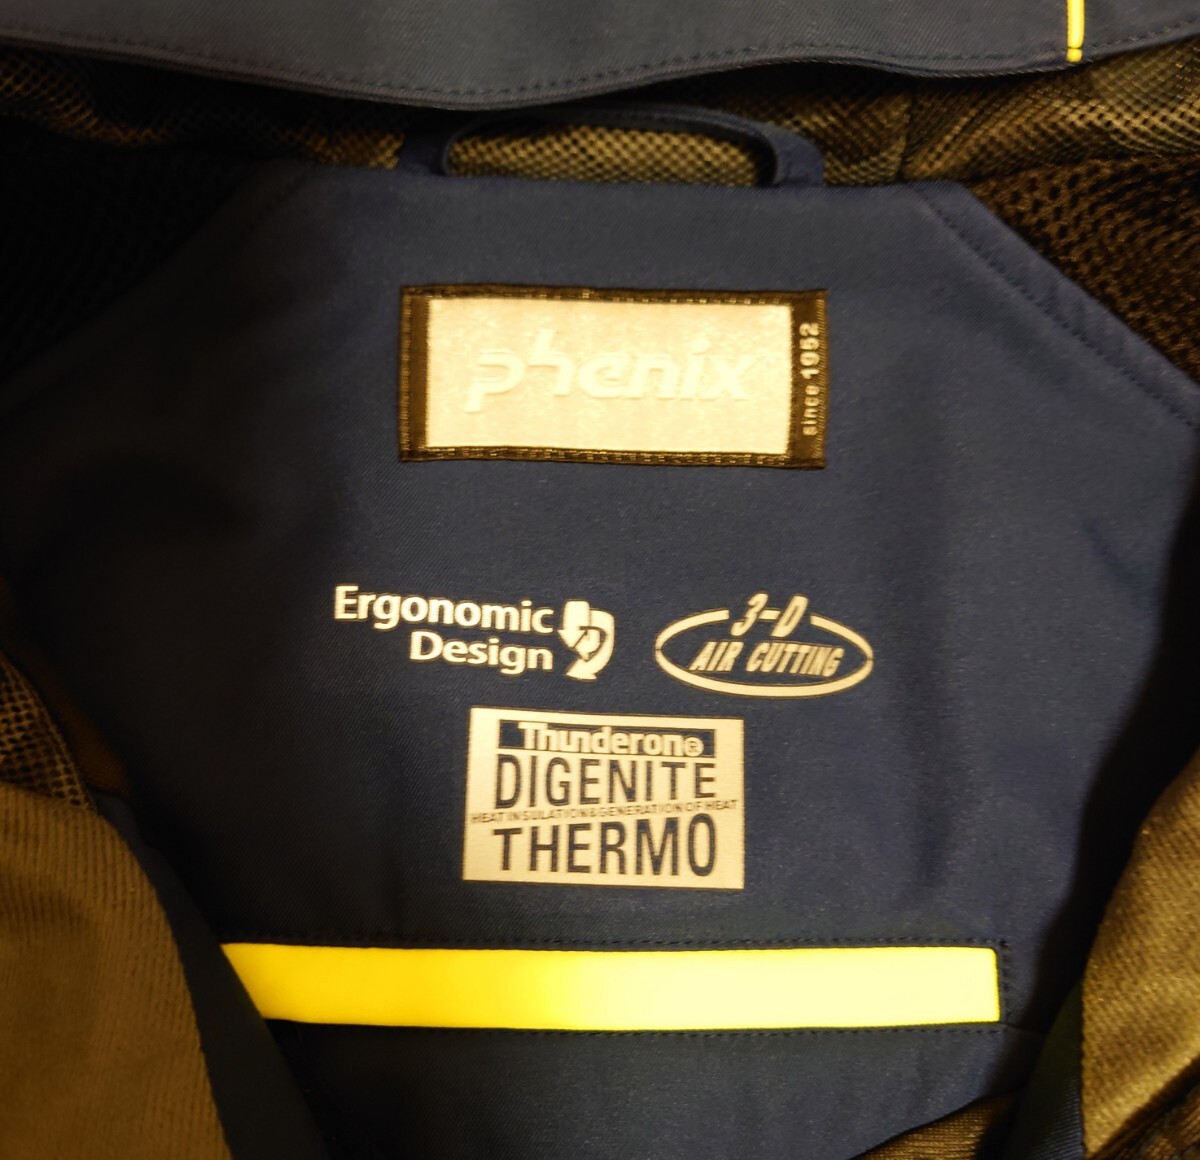 phenix
since 1952
Ergonomic
Design
3-D
AIR CUTTING
Thunderon®
DIGENITE
HEAT INSULATION&GENERATION OF HEAT
THERMO